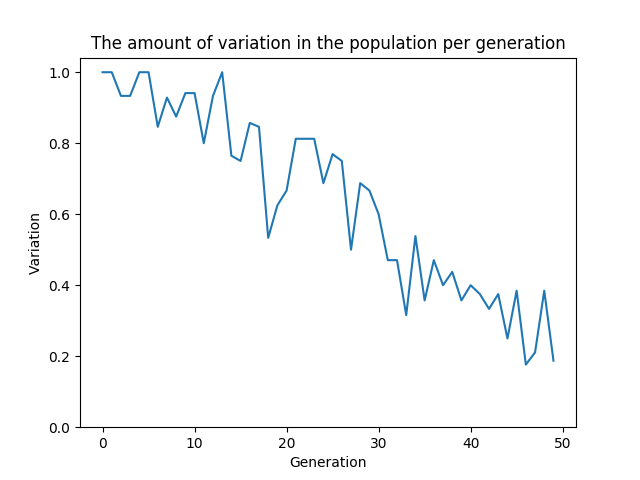 The amount of variation in the population per generation
1.0
0.8
0.6
0.4
0.2
0.0
Variation
0 10 20 30 40 50
Generation